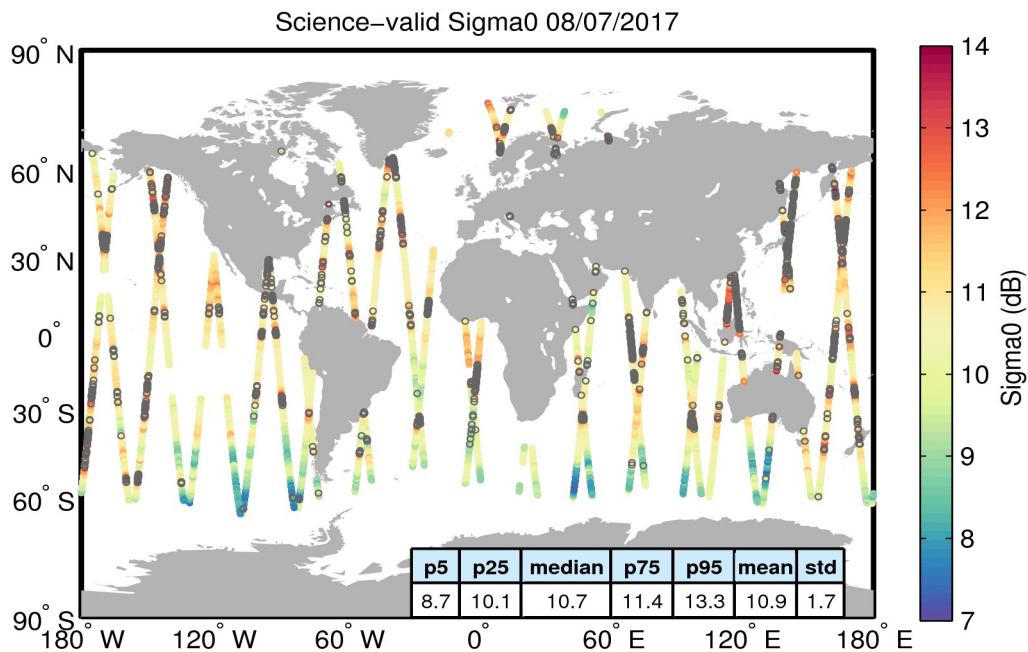 Science−valid Sigma0 08/07/2017
90° N
60° N
30° N
0°
30° S
60° S
90° S
180° W
120° W
60° W
0°
60° E
120° E
180° E
p5 p25 median p75 p95 mean std
8.7 10.1 10.7 11.4 13.3 10.9 1.7
14
13
12
11
10
9
8
7
Sigma0 (dB)